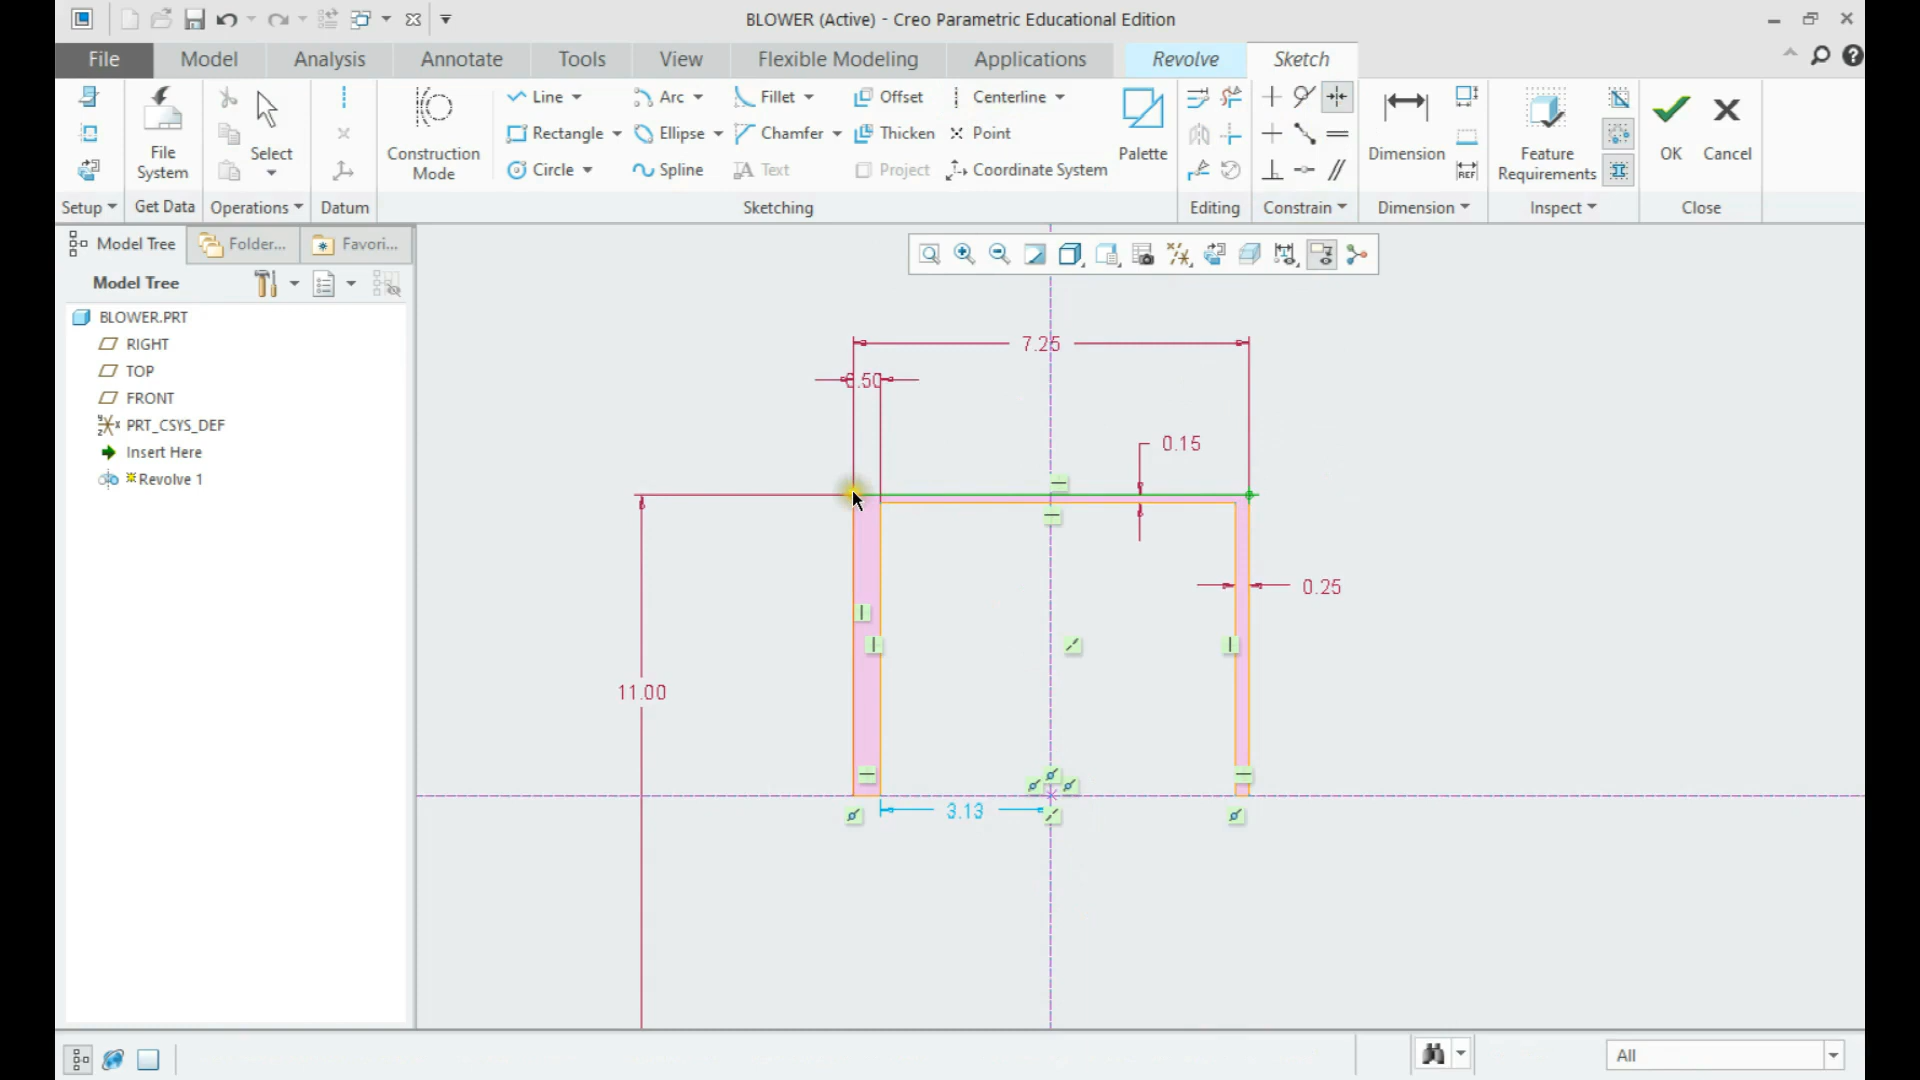 BLOWER (Active) - Creo Parametric Educational Edition
File Model Analysis Annotate Tools View Flexible Modeling Applications Revolve Sketch
Line Arc Fillet Offset Centerline
Rectangle Ellipse Chamfer Thicken Point
Circle Spline Text Project Coordinate System
File System
Select
Construction Mode
Palette
Dimension
REF
Feature Requirements
OK
Cancel
Setup Get Data Operations Datum Sketching Editing Constrain Dimension Inspect Close
Model Tree Folder... Favori...
Model Tree
BLOWER.PRT
RIGHT
TOP
FRONT
PRT_CSYS_DEF
Insert Here
Revolve 1
7.25
0.15
0.25
11.00
3.13
All